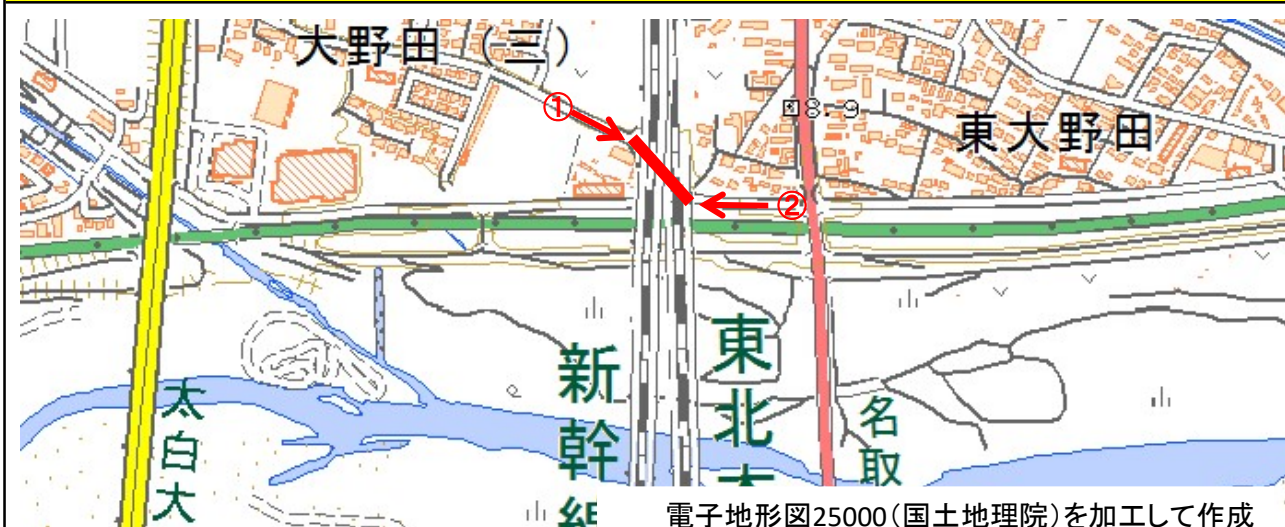 大野田（三）
①
8.9
東大野田
②
太白大
新幹線
東北本
名取
電子地形図25000(国土地理院)を加工して作成